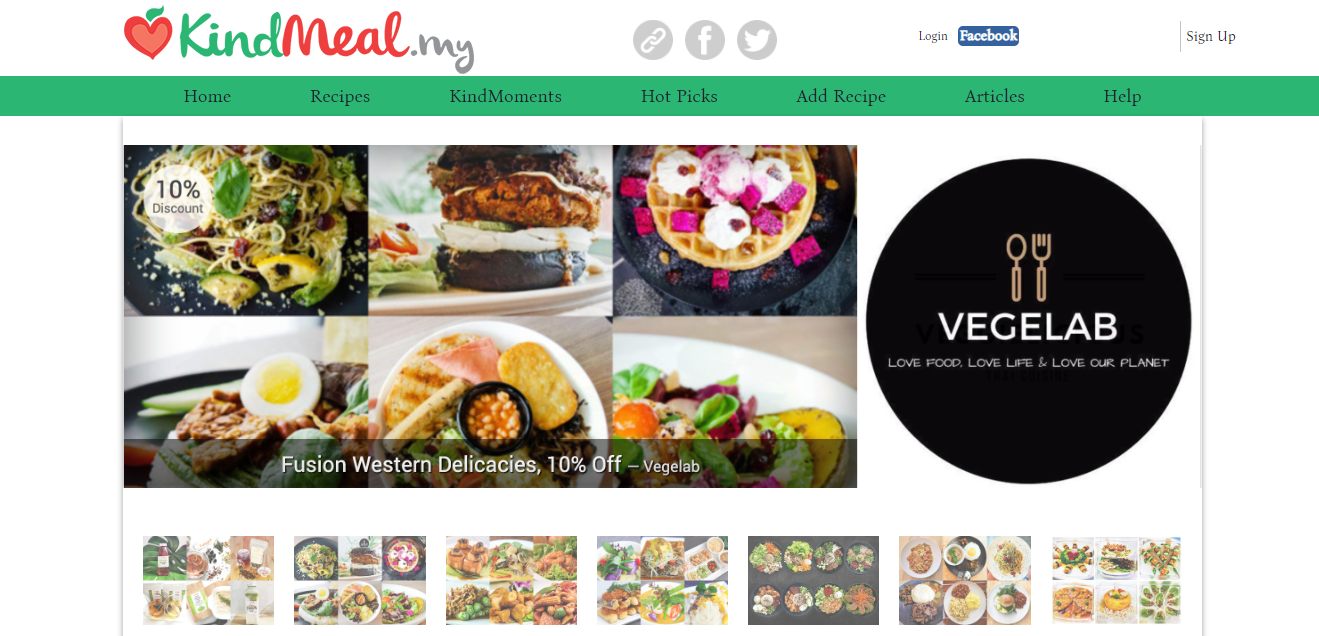 KindMeal.my
Login Facebook Sign Up
Home Recipes KindMoments Hot Picks Add Recipe Articles Help
10%
Discount
VEGELAB
LOVE FOOD, LOVE LIFE & LOVE OUR PLANET
Fusion Western Delicacies, 10% Off – Vegelab